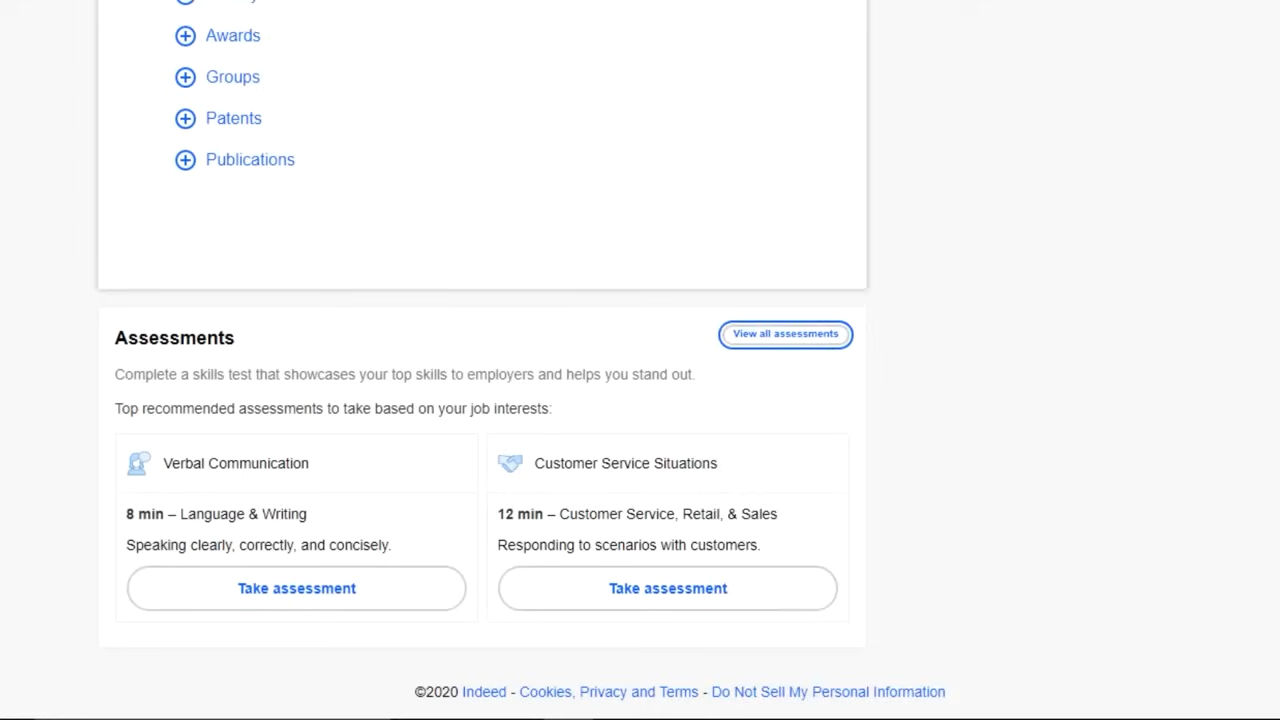 Awards
Groups
Patents
Publications
Assessments
View all assessments
Complete a skills test that showcases your top skills to employers and helps you stand out.
Top recommended assessments to take based on your job interests:
Verbal Communication
8 min – Language & Writing
Speaking clearly, correctly, and concisely.
Take assessment
Customer Service Situations
12 min – Customer Service, Retail, & Sales
Responding to scenarios with customers.
Take assessment
©2020 Indeed - Cookies, Privacy and Terms - Do Not Sell My Personal Information